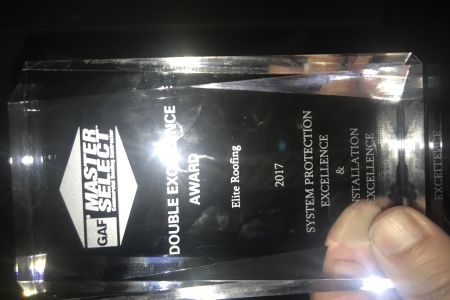 GAF
MASTER
SELECT
DOUBLE EXCELLENCE
AWARD
Elite Roofing
2017
SYSTEM PROTECTION
EXCELLENCE
&
INSTALLATION
EXCELLENCE